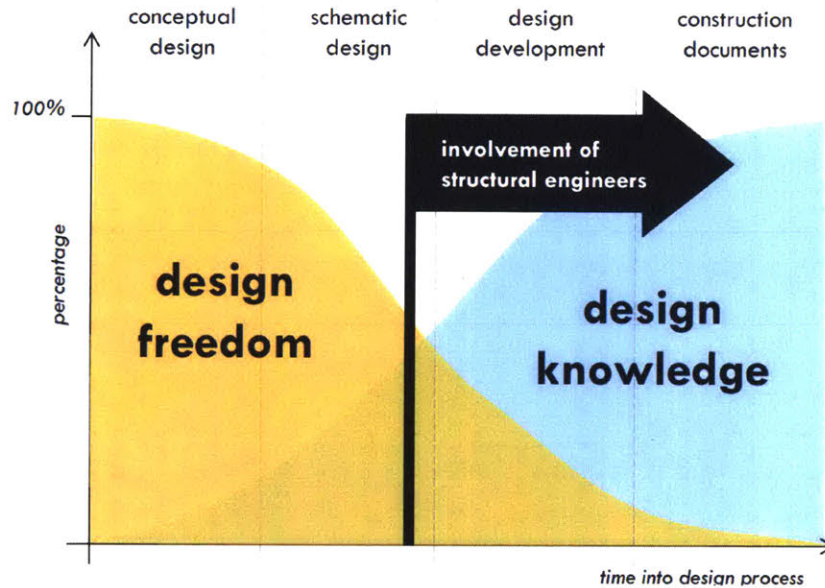 conceptual
design
schematic
design
design
development
construction
documents
100%
involvement of
structural engineers
percentage
design
freedom
design
knowledge
time into design process